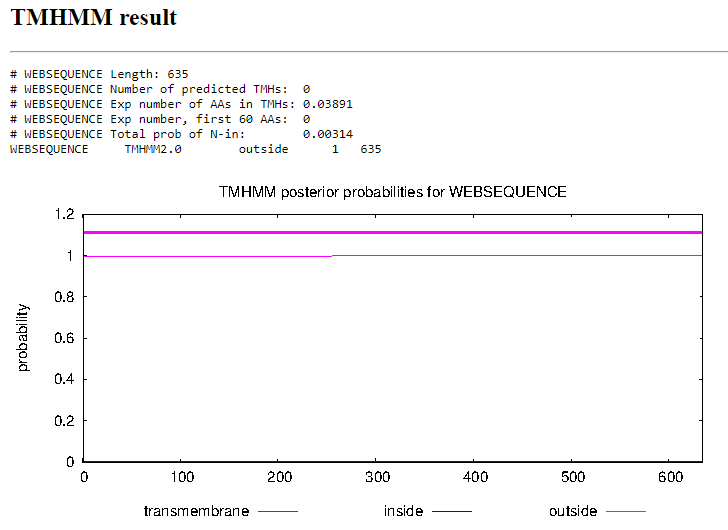 TMHMM result
# WEBSEQUENCE Length: 635
# WEBSEQUENCE Number of predicted TMHs:  0
# WEBSEQUENCE Exp number of AAs in TMHs: 0.03891
# WEBSEQUENCE Exp number, first 60 AAs:  0
# WEBSEQUENCE Total prob of N-in:        0.00314
WEBSEQUENCE     TMHMM2.0        outside      1   635
TMHMM posterior probabilities for WEBSEQUENCE
1.2
1
0.8
0.6
0.4
0.2
0
probability
0 100 200 300 400 500 600
transmembrane inside outside